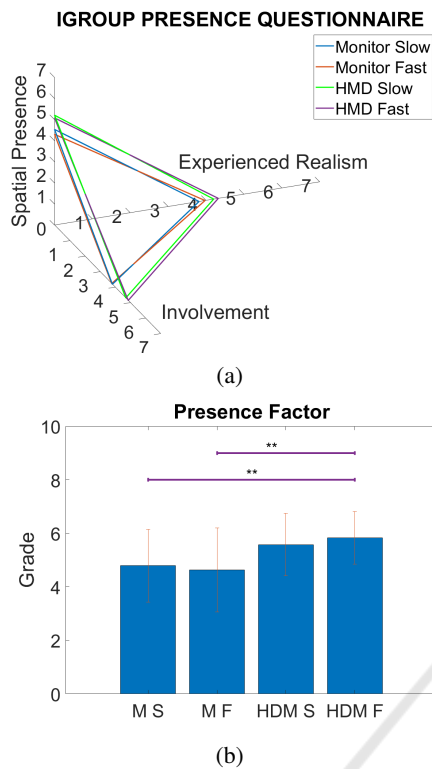 IGROUP PRESENCE QUESTIONNAIRE
Monitor Slow
Monitor Fast
HMD Slow
HMD Fast
7
6
5
4
3
2
1
0
Spatial Presence
Experienced Realism
1
2
3
4
5
6
7
Involvement
1
2
3
4
5
6
7
(a)
Presence Factor
10
8
6
4
2
0
Grade
**
**
M S
M F
HDM S
HDM F
(b)